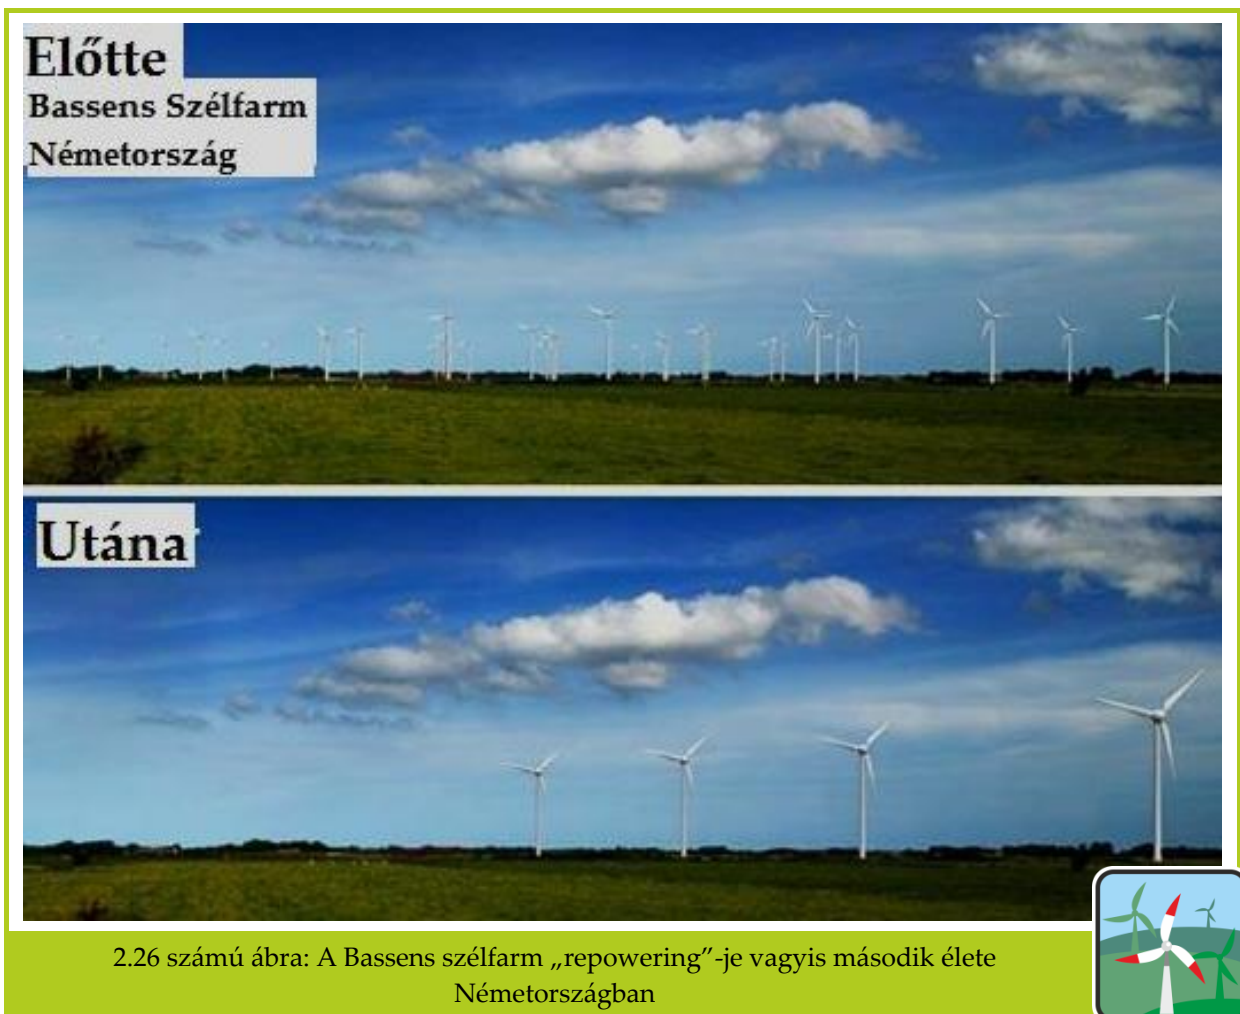 Előtte
Bassens Szélfarm
Németország
Utána
2.26 számú ábra: A Bassens szélfarm „repowering”-je vagyis második élete
Németországban